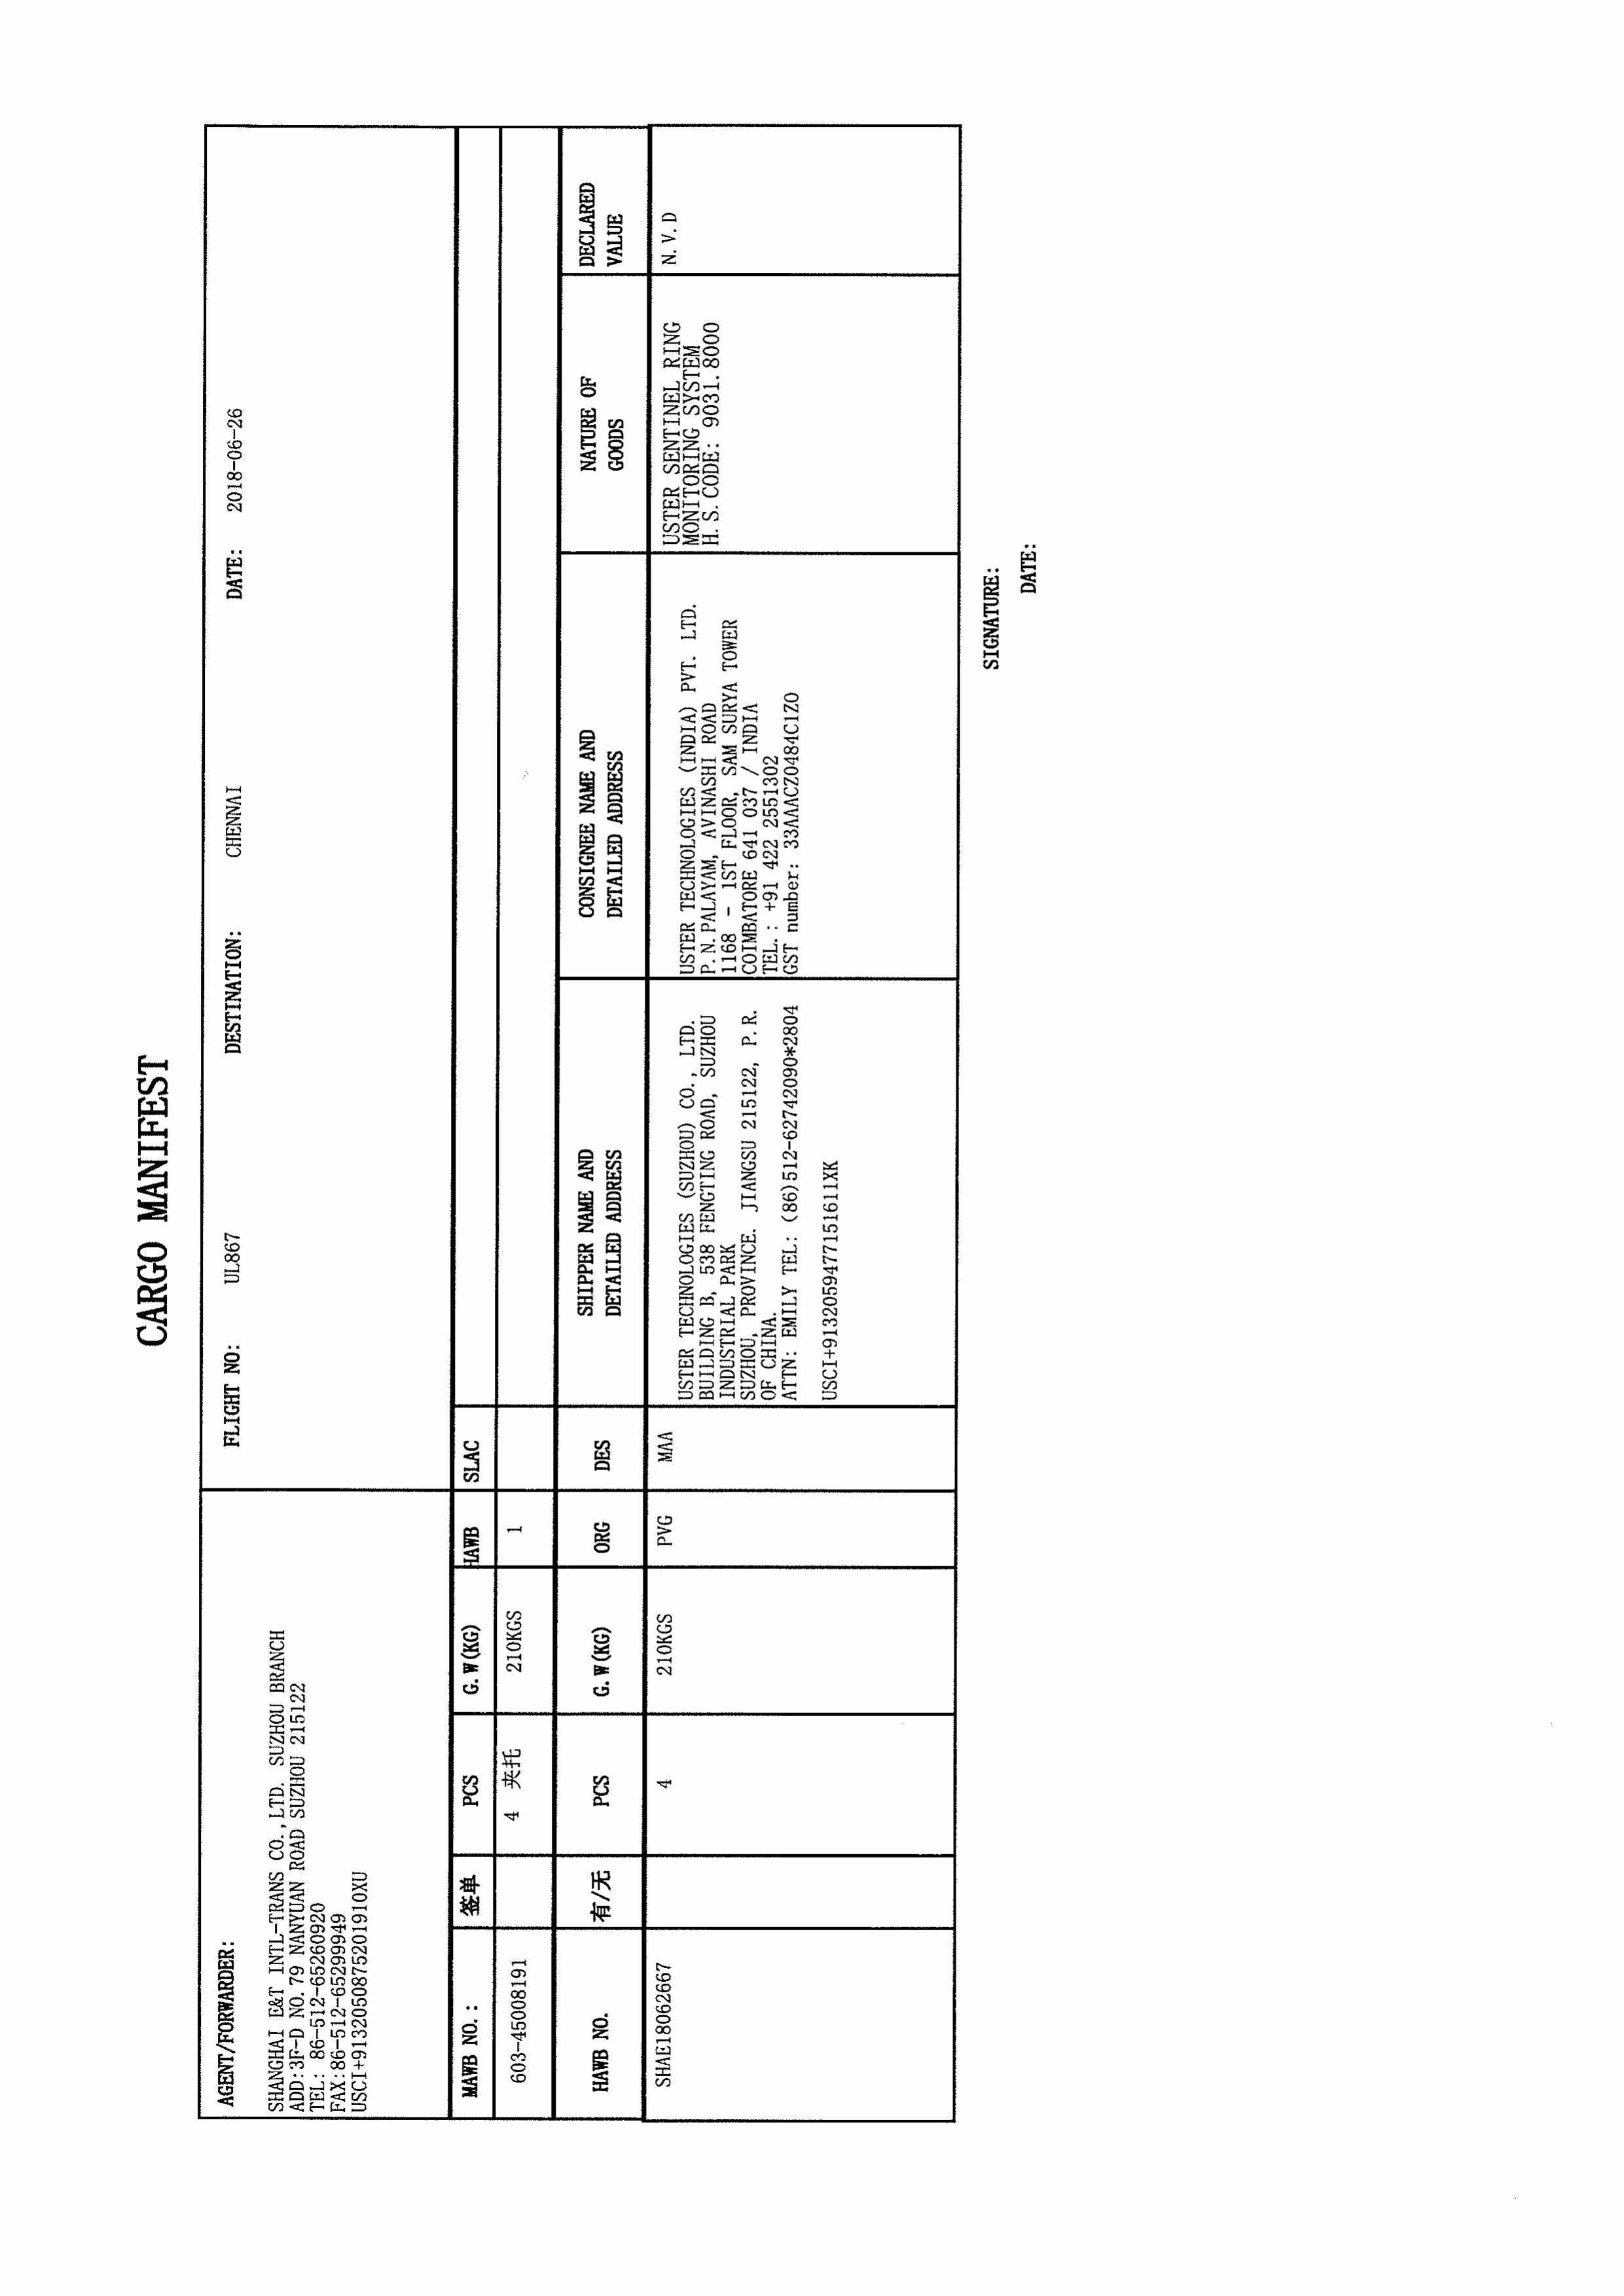 CARGO MANIFEST
AGENT/FORWARDER:
SHANGHAI E&T INTL-TRANS CO.,LTD. SUZHOU BRANCH
ADD:3F-D NO.79 NANYUAN ROAD SUZHOU 215122
TEL: 86-512-65260920
FAX:86-512-65299949
USCI+91320508752019​10XU
FLIGHT NO: UL867 DESTINATION: CHENNAI DATE: 2018-06-26
MAWB NO.: 签单 PCS G.W(KG) HAWB SLAC
603-45008191 4 夹托 210KGS 1
HAWB NO. 有/无 PCS G.W(KG) ORG DES SHIPPER NAME AND DETAILED ADDRESS CONSIGNEE NAME AND DETAILED ADDRESS NATURE OF GOODS DECLARED VALUE
SHAE18062667 4 210KGS PVG MAA
USTER TECHNOLOGIES (SUZHOU) CO., LTD.
BUILDING B, 538 FENGTING ROAD, SUZHOU
INDUSTRIAL PARK
SUZHOU, PROVINCE. JIANGSU 215122, P.R.
OF CHINA.
ATTN: EMILY TEL: (86)512-62742090*2804
USCI+91320594771516​11XK
USTER TECHNOLOGIES (INDIA) PVT. LTD.
P.N.PALAYAM, AVINASHI ROAD
1168 - 1ST FLOOR, SAM SURYA TOWER
COIMBATORE 641 037 / INDIA
TEL.: +91 422 2551302
GST number: 33AAACZ0484C1ZO
USTER SENTINEL RING
MONITORING SYSTEM
H.S.CODE: 9031.8000
N.V.D
SIGNATURE:
DATE: